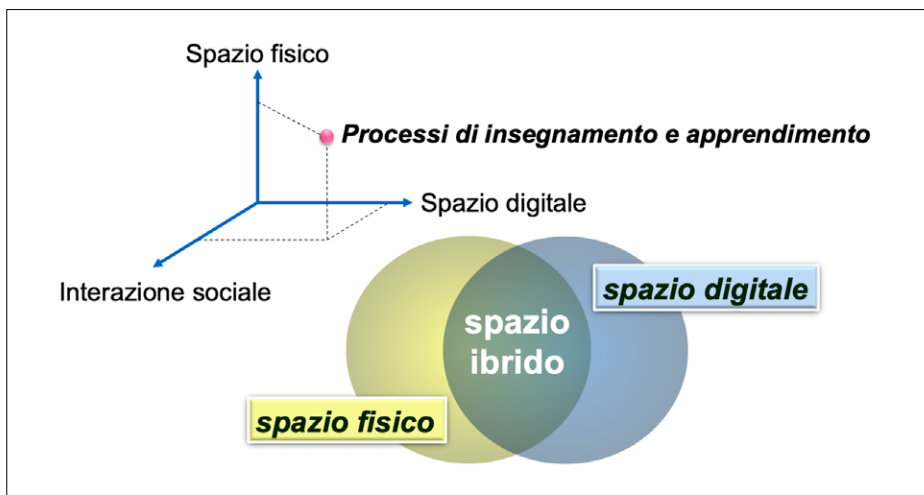 Spazio fisico
Processi di insegnamento e apprendimento
Spazio digitale
Interazione sociale
spazio digitale
spazio
ibrido
spazio fisico